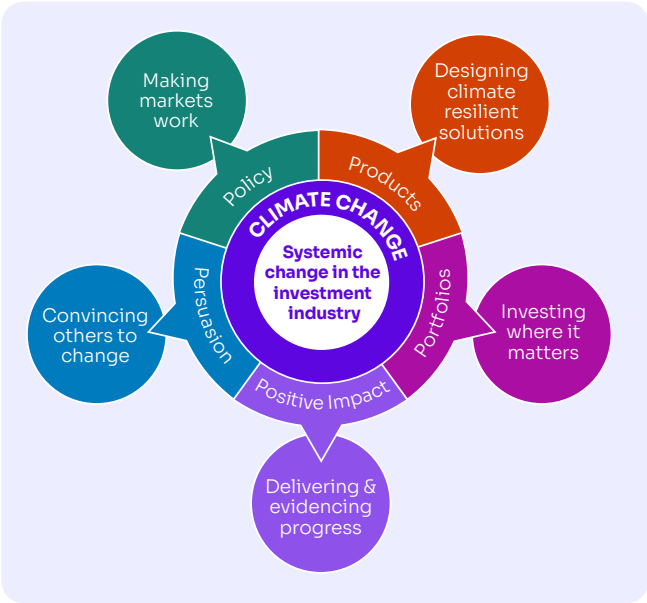 Making
markets
work
Designing
climate
resilient
solutions
Policy
Products
CLIMATE CHANGE
Systemic
change in the
investment
industry
Persuasion
Portfolios
Convincing
others to
change
Investing
where it
matters
Positive Impact
Delivering &
evidencing
progress